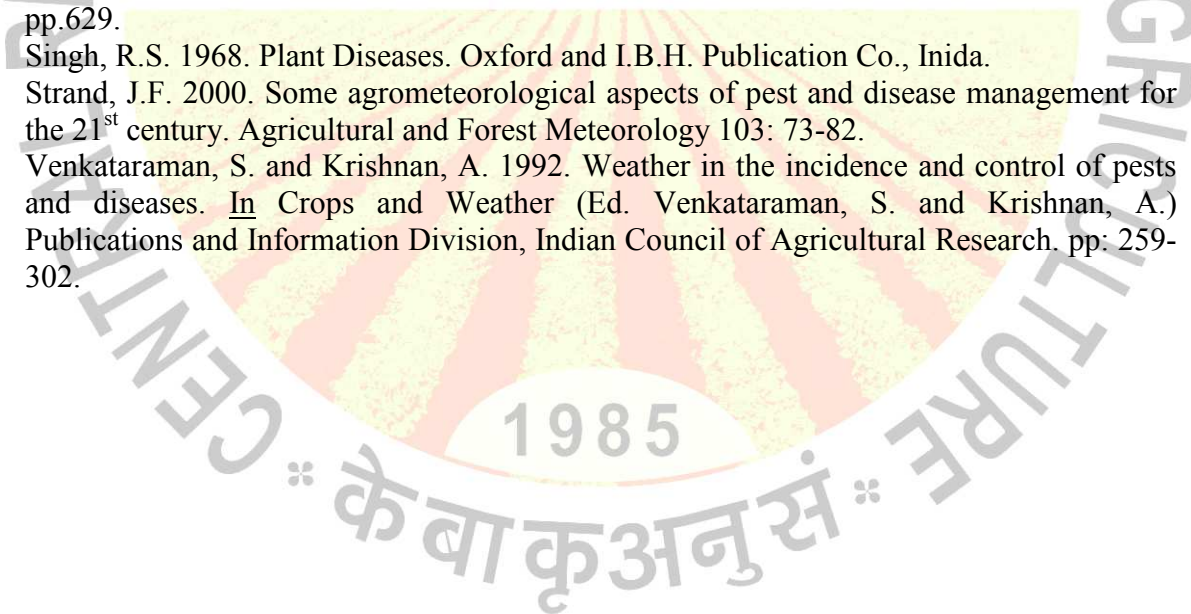 pp.629.
Singh, R.S. 1968. Plant Diseases. Oxford and I.B.H. Publication Co., Inida.
Strand, J.F. 2000. Some agrometeorological aspects of pest and disease management for
the 21st century. Agricultural and Forest Meteorology 103: 73-82.
Venkataraman, S. and Krishnan, A. 1992. Weather in the incidence and control of pests
and diseases. In Crops and Weather (Ed. Venkataraman, S. and Krishnan, A.)
Publications and Information Division, Indian Council of Agricultural Research. pp: 259-
302.
1985
केबाकृअनुसं